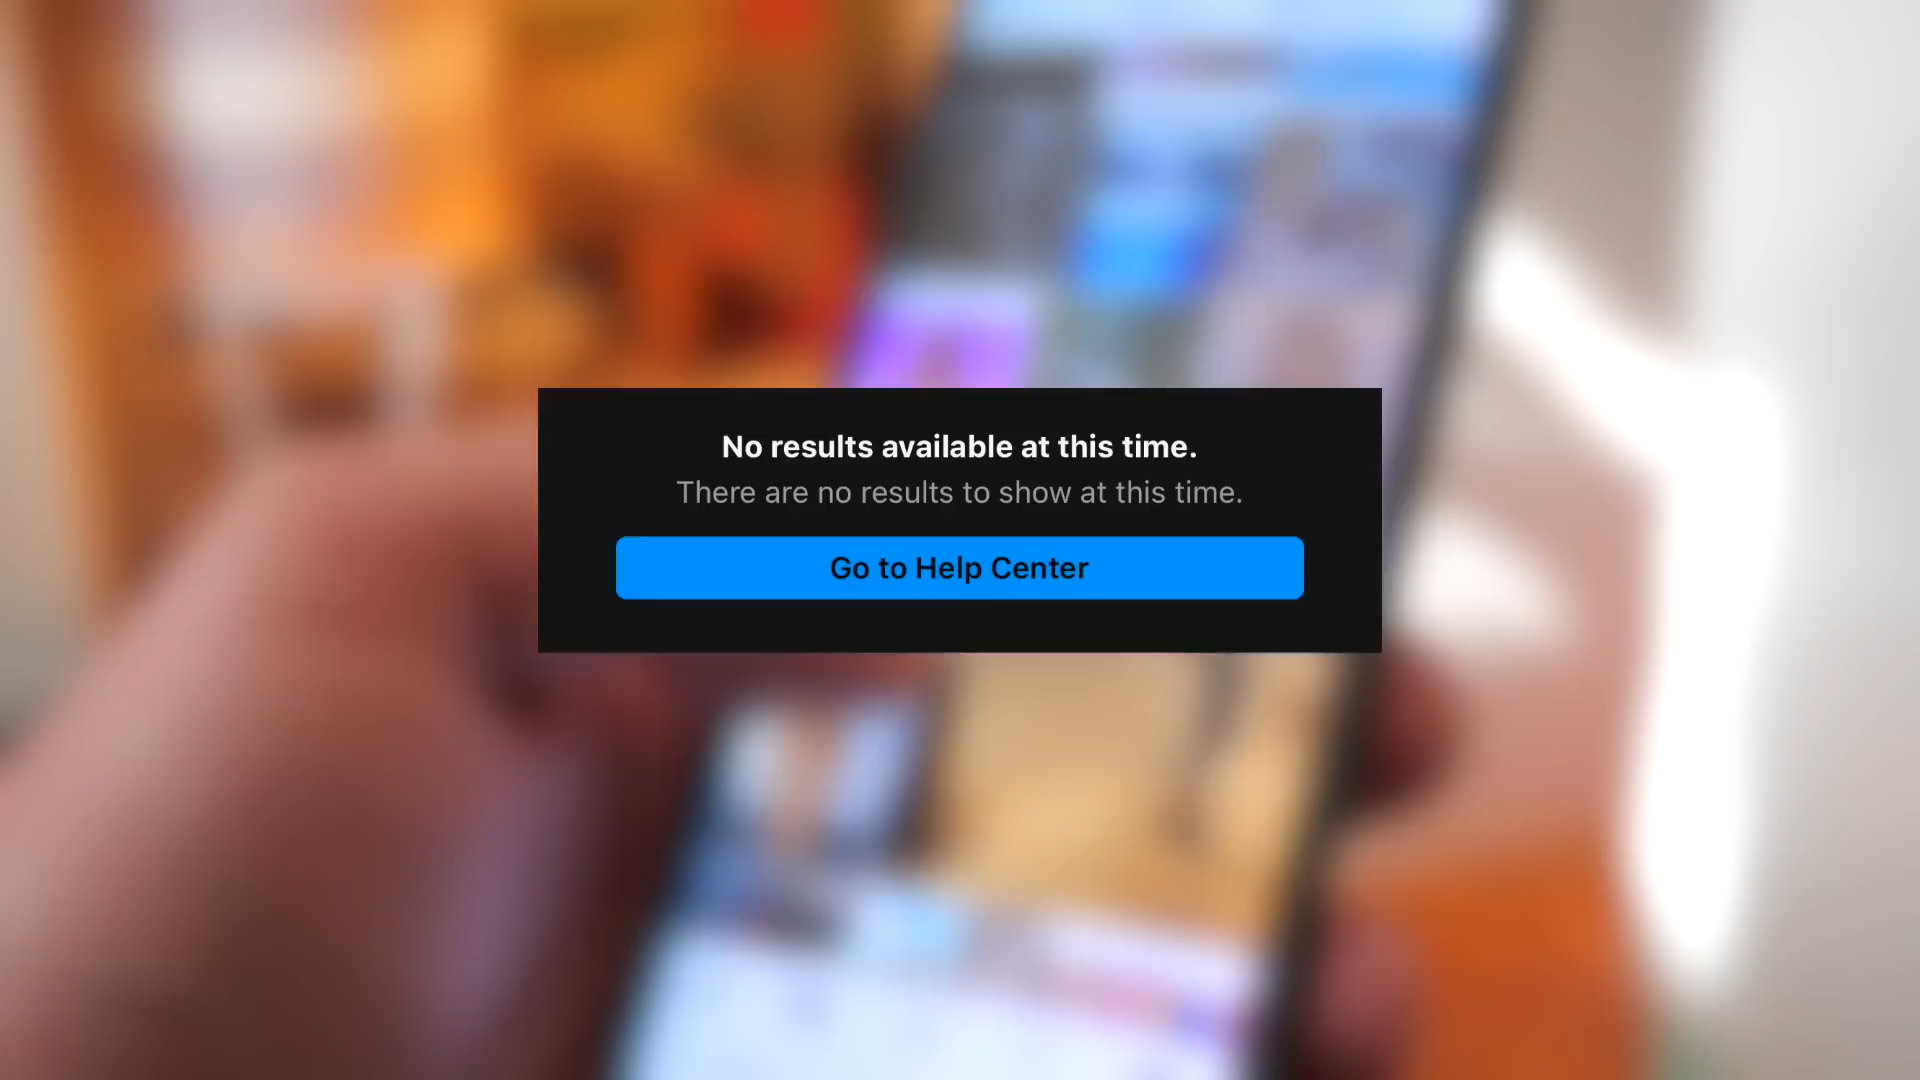 No results available at this time.
There are no results to show at this time.
Go to Help Center